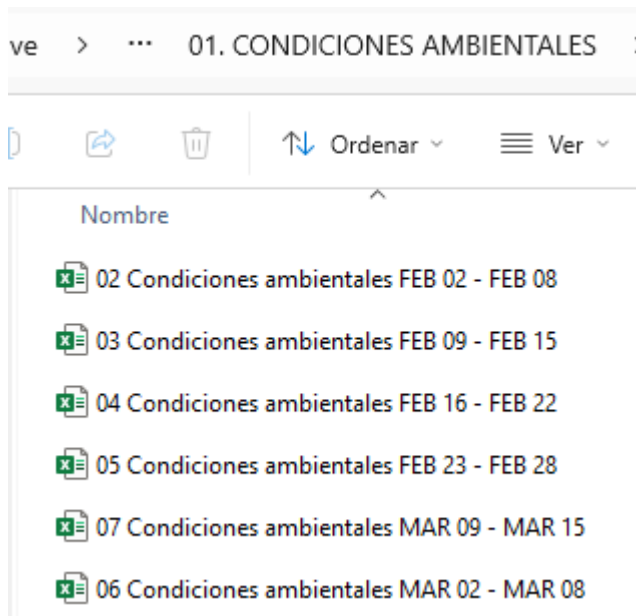 ve > ... 01. CONDICIONES AMBIENTALES
Ordenar Ver
Nombre
02 Condiciones ambientales FEB 02 - FEB 08
03 Condiciones ambientales FEB 09 - FEB 15
04 Condiciones ambientales FEB 16 - FEB 22
05 Condiciones ambientales FEB 23 - FEB 28
07 Condiciones ambientales MAR 09 - MAR 15
06 Condiciones ambientales MAR 02 - MAR 08